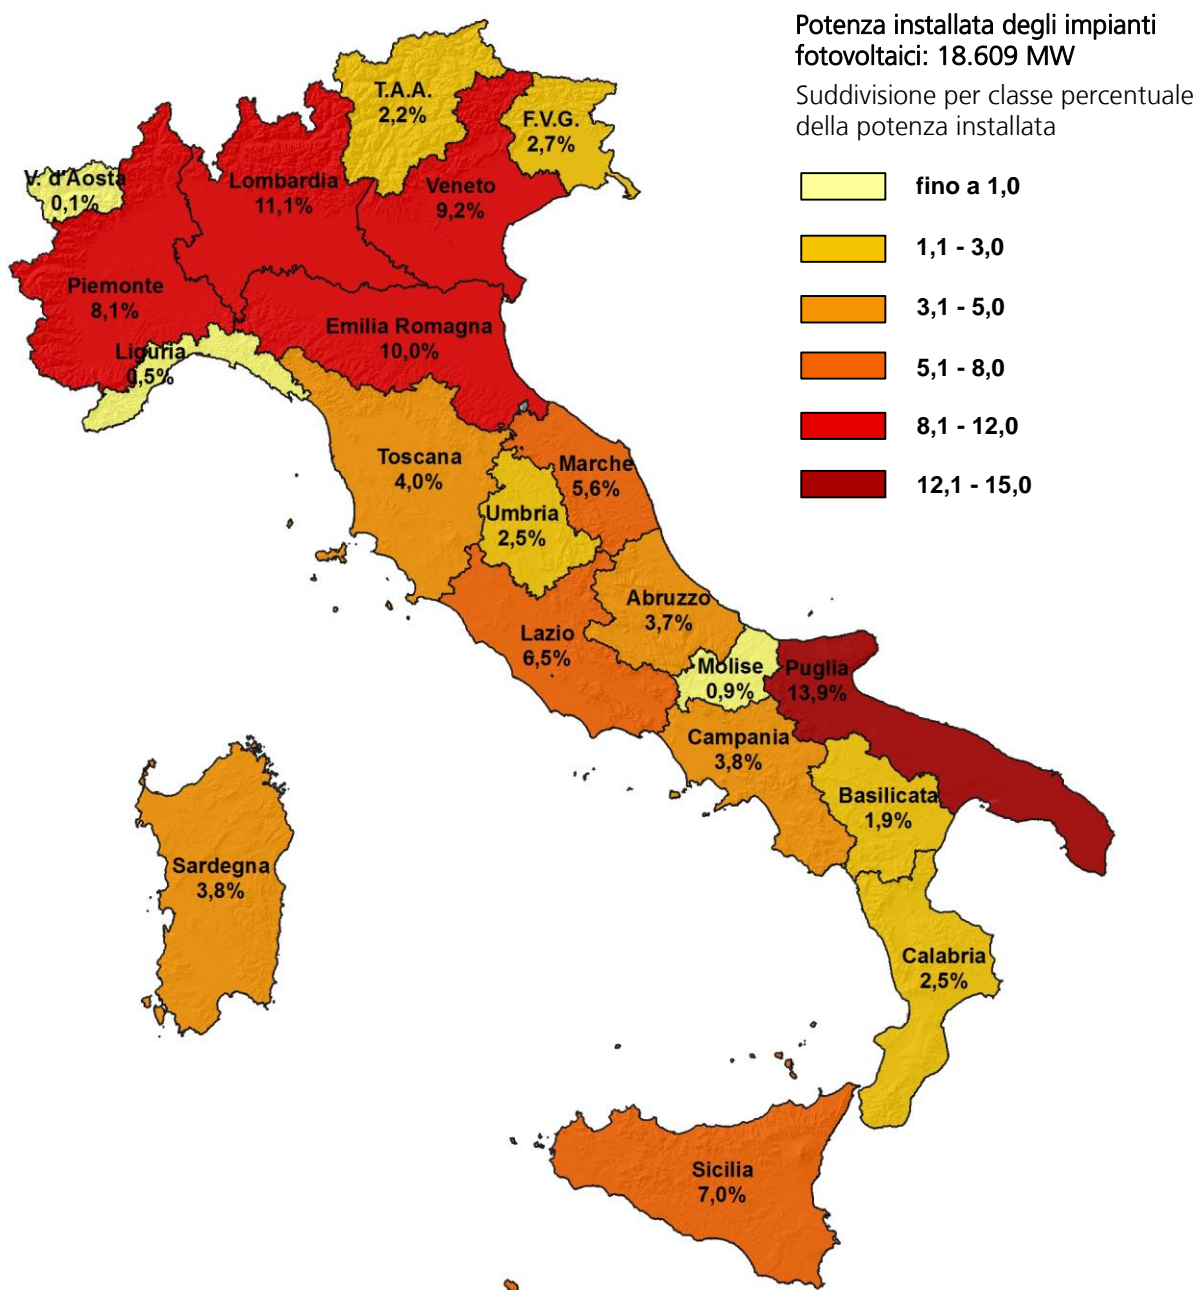 Potenza installata degli impianti
fotovoltaici: 18.609 MW
Suddivisione per classe percentuale
della potenza installata
fino a 1,0
1,1 - 3,0
3,1 - 5,0
5,1 - 8,0
8,1 - 12,0
12,1 - 15,0
T.A.A.
2,2%
F.V.G.
2,7%
V. d'Aosta
0,1%
Lombardia
11,1%
Veneto
9,2%
Piemonte
8,1%
Emilia Romagna
10,0%
Liguria
0,5%
Toscana
4,0%
Marche
5,6%
Umbria
2,5%
Abruzzo
3,7%
Lazio
6,5%
Molise
0,9%
Puglia
13,9%
Campania
3,8%
Basilicata
1,9%
Sardegna
3,8%
Calabria
2,5%
Sicilia
7,0%